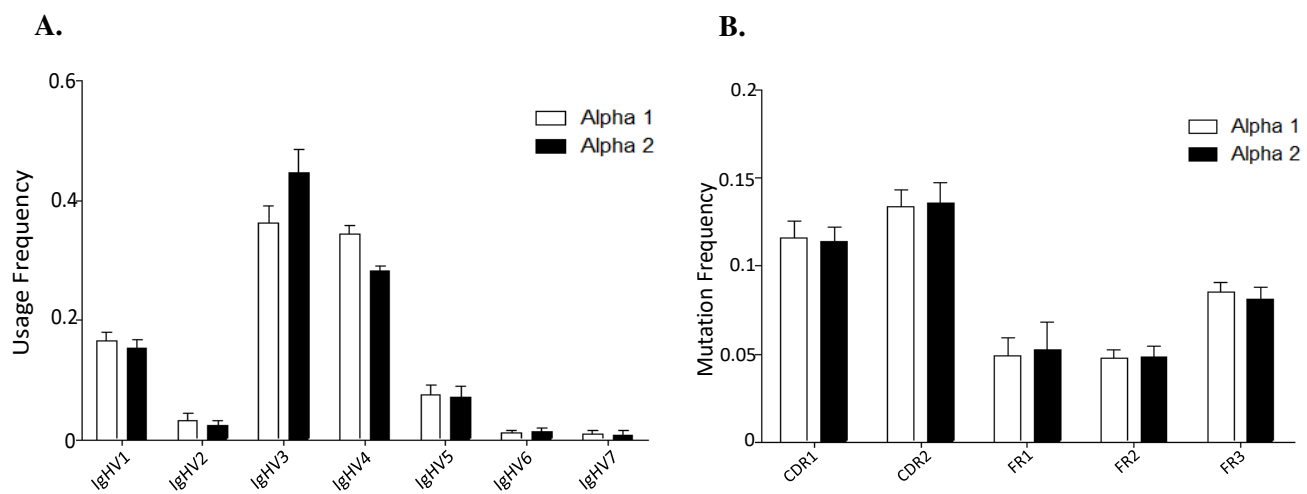 A.
Usage Frequency
0.6
0.4
0.2
0
Alpha 1
Alpha 2
IgHV1
IgHV2
IgHV3
IgHV4
IgHV5
IgHV6
IgHV7
B.
Mutation Frequency
0.2
0.15
0.1
0.05
0
Alpha 1
Alpha 2
CDR1
CDR2
FR1
FR2
FR3